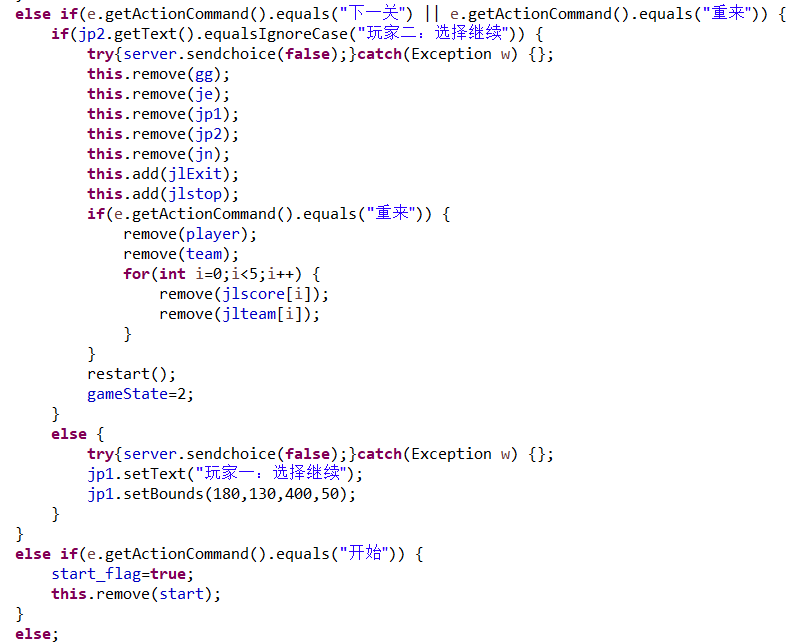 else if(e.getActionCommand().equals("下一关") || e.getActionCommand().equals("重来")) {
if(jp2.getText().equalsIgnoreCase("玩家二：选择继续")) {
try{server.sendchoice(false);}catch(Exception w) {};
this.remove(gg);
this.remove(je);
this.remove(jp1);
this.remove(jp2);
this.remove(jn);
this.add(jlExit);
this.add(jlstop);
if(e.getActionCommand().equals("重来")) {
remove(player);
remove(team);
for(int i=0;i<5;i++) {
remove(jlscore[i]);
remove(jlteam[i]);
}
}
restart();
gameState=2;
}
else {
try{server.sendchoice(false);}catch(Exception w) {};
jp1.setText("玩家一：选择继续");
jp1.setBounds(180,130,400,50);
}
}
else if(e.getActionCommand().equals("开始")) {
start_flag=true;
this.remove(start);
}
else;